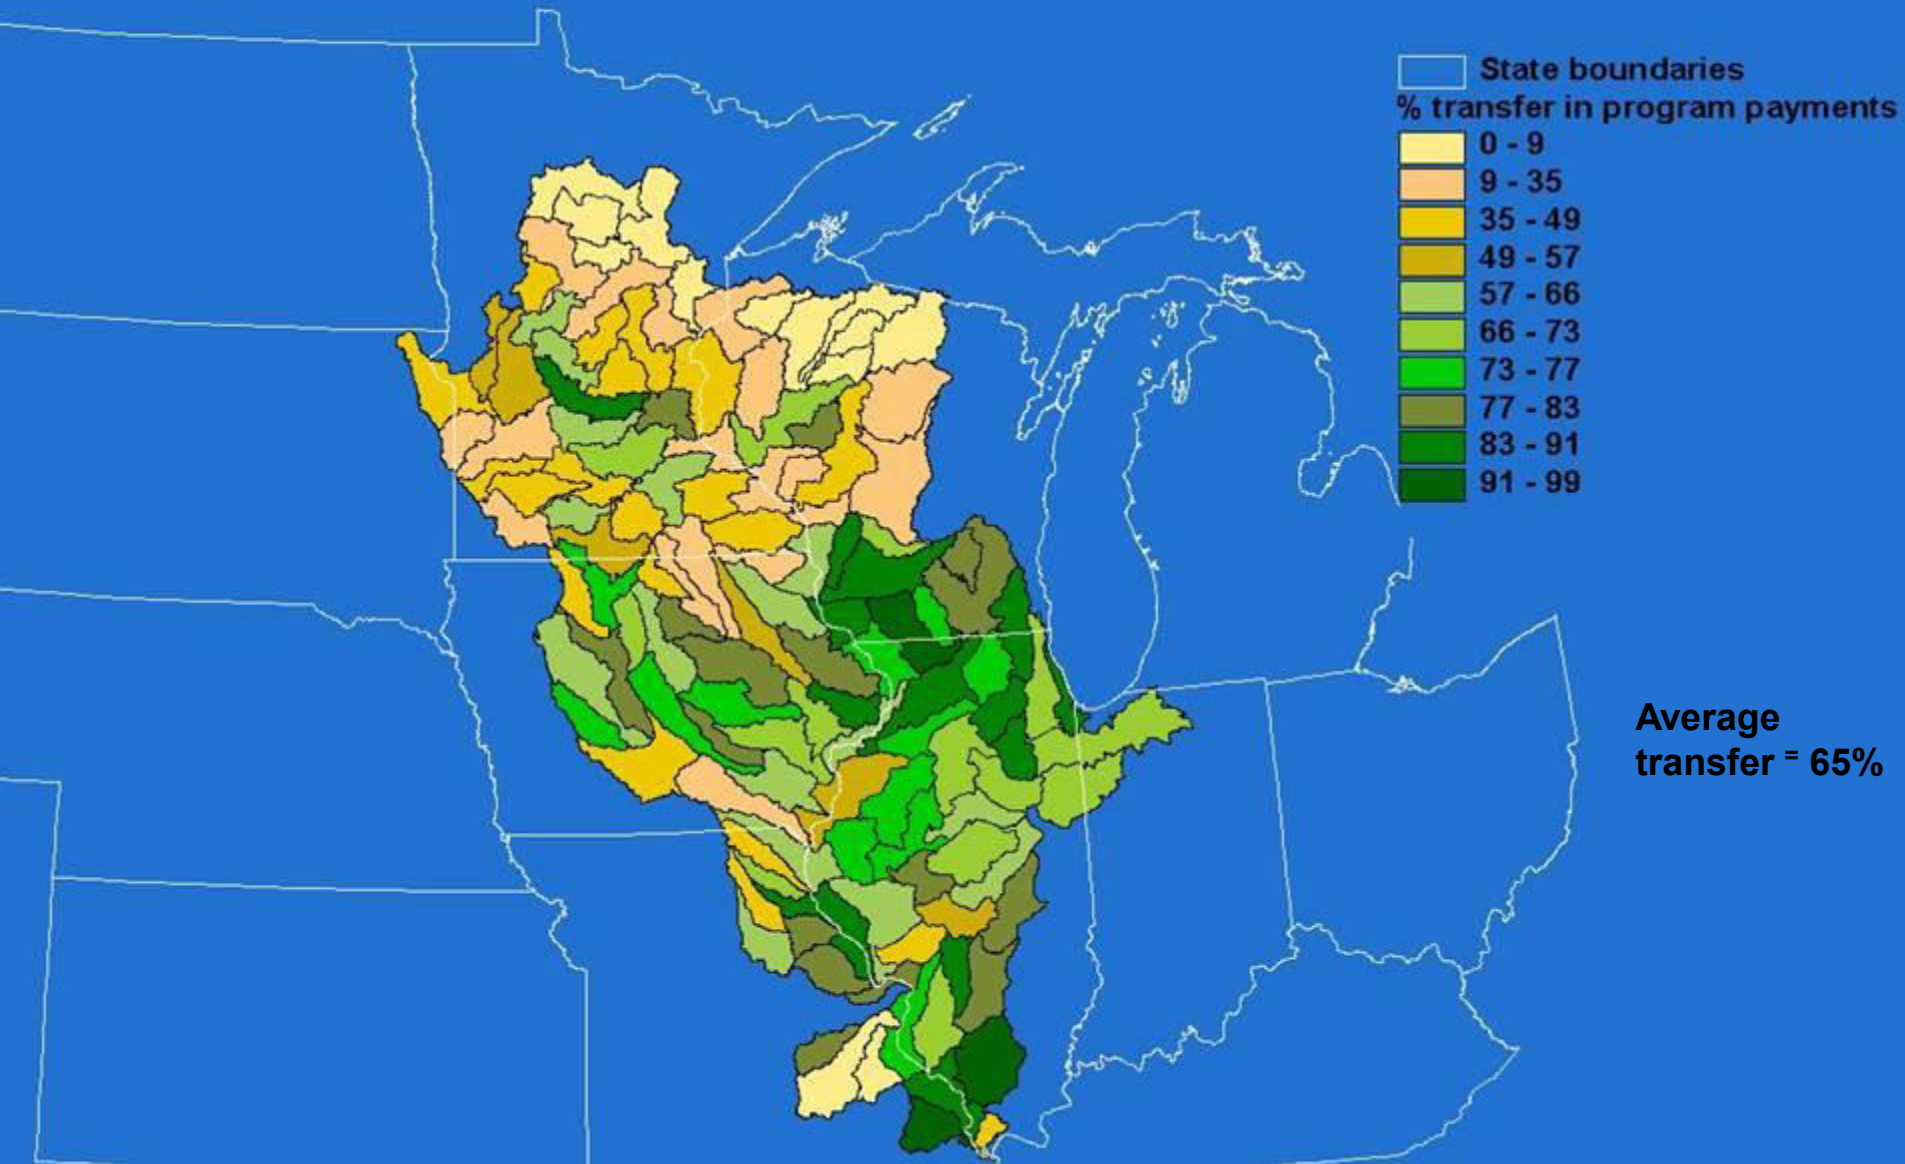 State boundaries
% transfer in program payments
0 - 9
9 - 35
35 - 49
49 - 57
57 - 66
66 - 73
73 - 77
77 - 83
83 - 91
91 - 99
Average
transfer = 65%